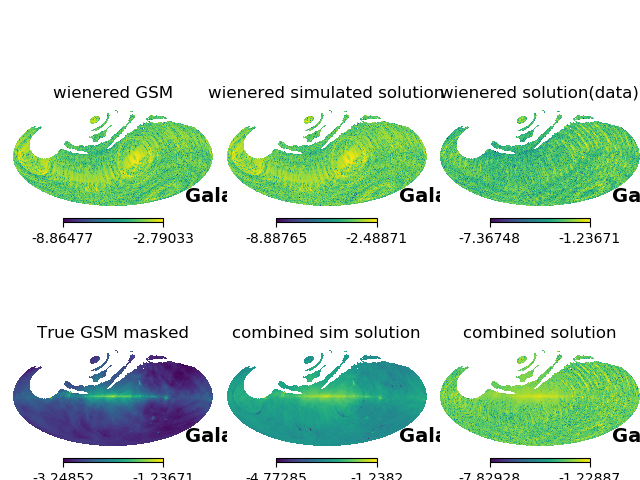 wienered GSM wienered simulated solution wienered solution(data)
Gala Gala Ga
-8.86477 -2.79033 -8.88765 -2.48871 -7.36748 -1.23671
True GSM masked combined sim solution combined solution
Gala Gala Ga
-3.24852 -1.23671 -4.77285 -1.2382 -7.82928 -1.22887